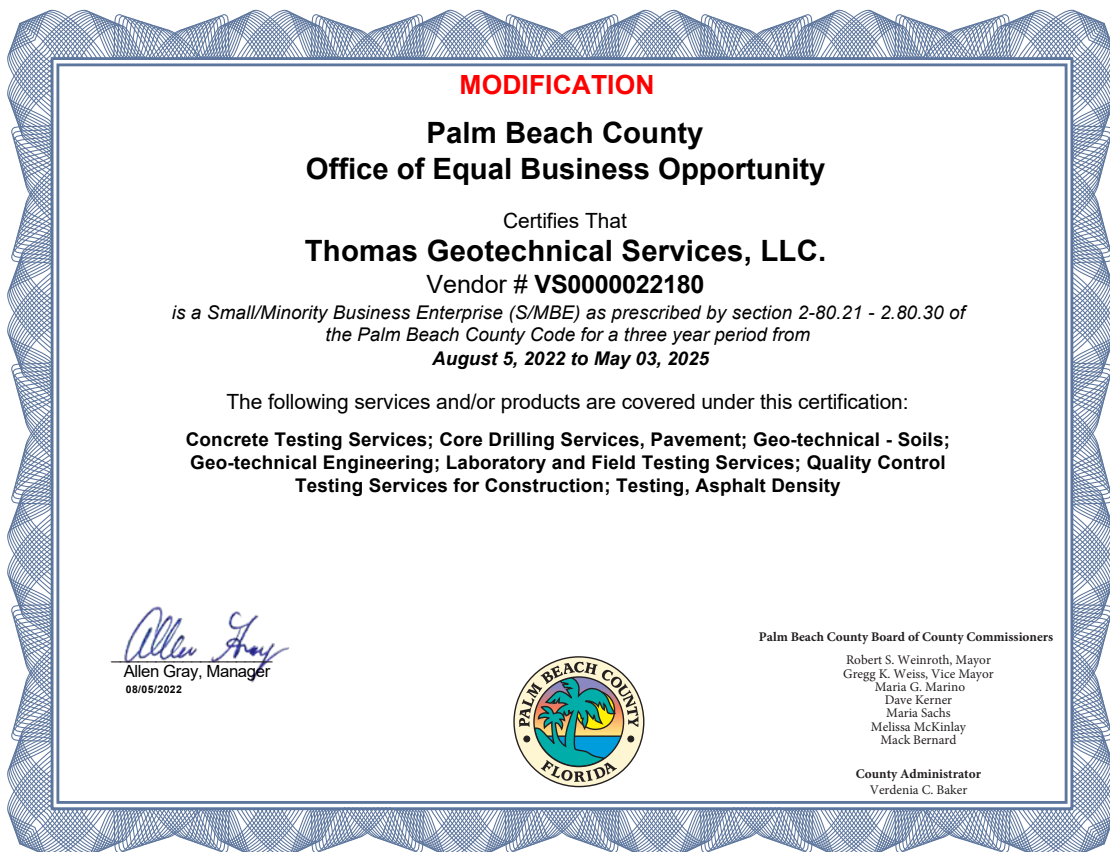 MODIFICATION
Palm Beach County
Office of Equal Business Opportunity
Certifies That
Thomas Geotechnical Services, LLC.
Vendor # VS0000022180
is a Small/Minority Business Enterprise (S/MBE) as prescribed by section 2-80.21 - 2.80.30 of
the Palm Beach County Code for a three year period from
August 5, 2022 to May 03, 2025
The following services and/or products are covered under this certification:
Concrete Testing Services; Core Drilling Services, Pavement; Geo-technical - Soils;
Geo-technical Engineering; Laboratory and Field Testing Services; Quality Control
Testing Services for Construction; Testing, Asphalt Density
Allen Gray
Allen Gray, Manager
08/05/2022
PALM BEACH COUNTY
FLORIDA
Palm Beach County Board of County Commissioners
Robert S. Weinroth, Mayor
Gregg K. Weiss, Vice Mayor
Maria G. Marino
Dave Kerner
Maria Sachs
Melissa McKinlay
Mack Bernard
County Administrator
Verdenia C. Baker